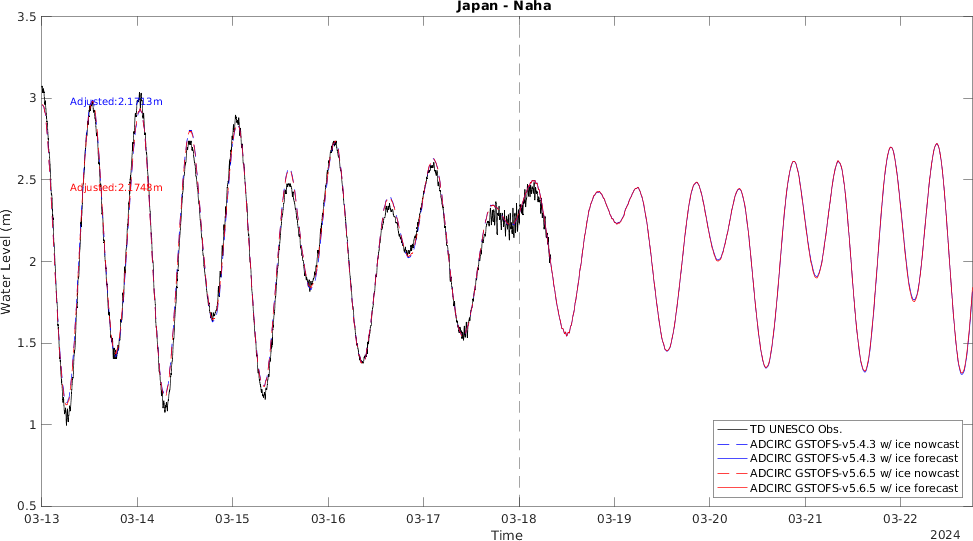 Japan - Naha
3.5
3
2.5
2
1.5
1
0.5
Water Level (m)
Adjusted:2.1713m
Adjusted:2.1748m
TD UNESCO Obs.
ADCIRC GSTOFS-v5.4.3 w/ ice nowcast
ADCIRC GSTOFS-v5.4.3 w/ ice forecast
ADCIRC GSTOFS-v5.6.5 w/ ice nowcast
ADCIRC GSTOFS-v5.6.5 w/ ice forecast
03-13 03-14 03-15 03-16 03-17 03-18 03-19 03-20 03-21 03-22
Time
2024